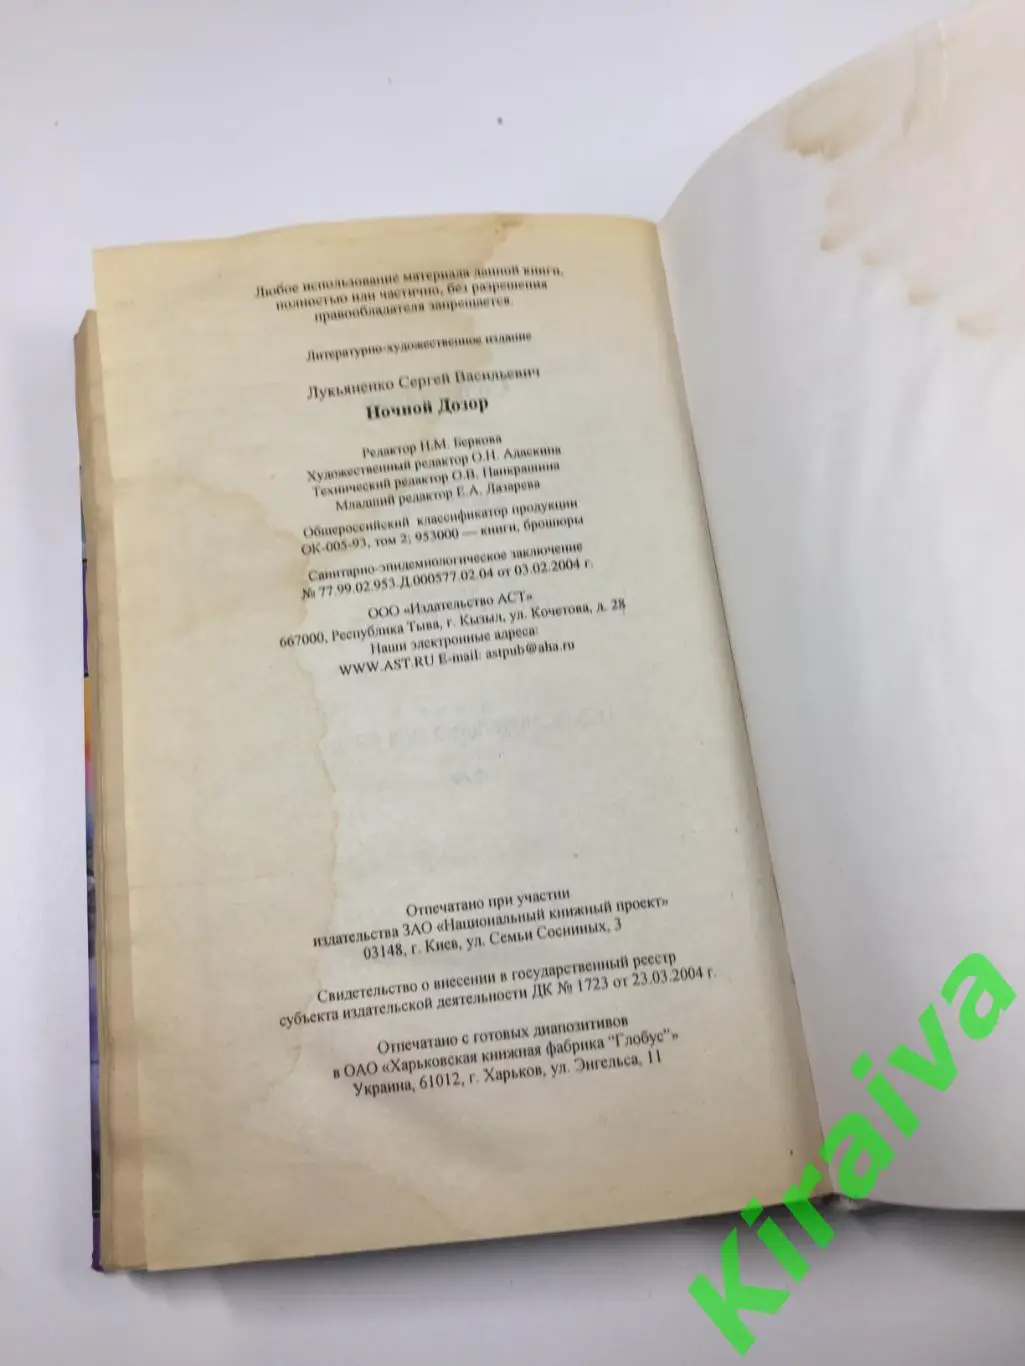 Любое использование материала данной книги,
полностью или частично, без разрешения
правообладателя запрещается.
Литературно-художественное издание
Лукьяненко Сергей Васильевич
Ночной Дозор
Редактор Н.М. Беркова
Художественный редактор О.Н. Адаскина
Технический редактор О.В. Панкрашина
Младший редактор Е.А. Лазарева
Общероссийский классификатор продукции
ОК-005-93, том 2; 953000 — книги, брошюры
Санитарно-эпидемиологическое заключение
№ 77.99.02.953.Д.000577.02.04 от 03.02.2004 г.
ООО «Издательство АСТ»
667000, Республика Тыва, г. Кызыл, ул. Кочетова, д. 28
Наши электронные адреса:
WWW.AST.RU E-mail: astpub@aha.ru
Отпечатано при участии
издательства ЗАО «Национальный книжный проект»
03148, г. Киев, ул. Семьи Сосниных, 3
Свидетельство о внесении в государственный реестр
субъекта издательской деятельности ДК № 1723 от 23.03.2004 г.
Отпечатано с готовых диапозитивов
в ОАО «Харьковская книжная фабрика "Глобус"»
Украина, 61012, г. Харьков, ул. Энгельса, 11
Kiraiva